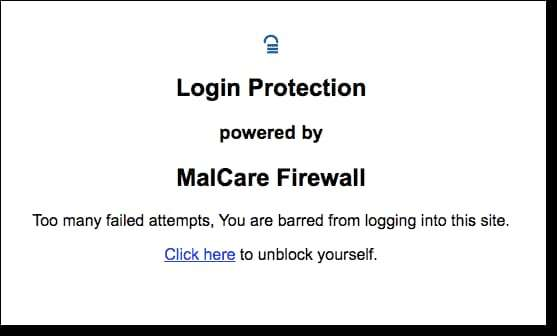 Login Protection
powered by
MalCare Firewall
Too many failed attempts, You are barred from logging into this site.
Click here to unblock yourself.